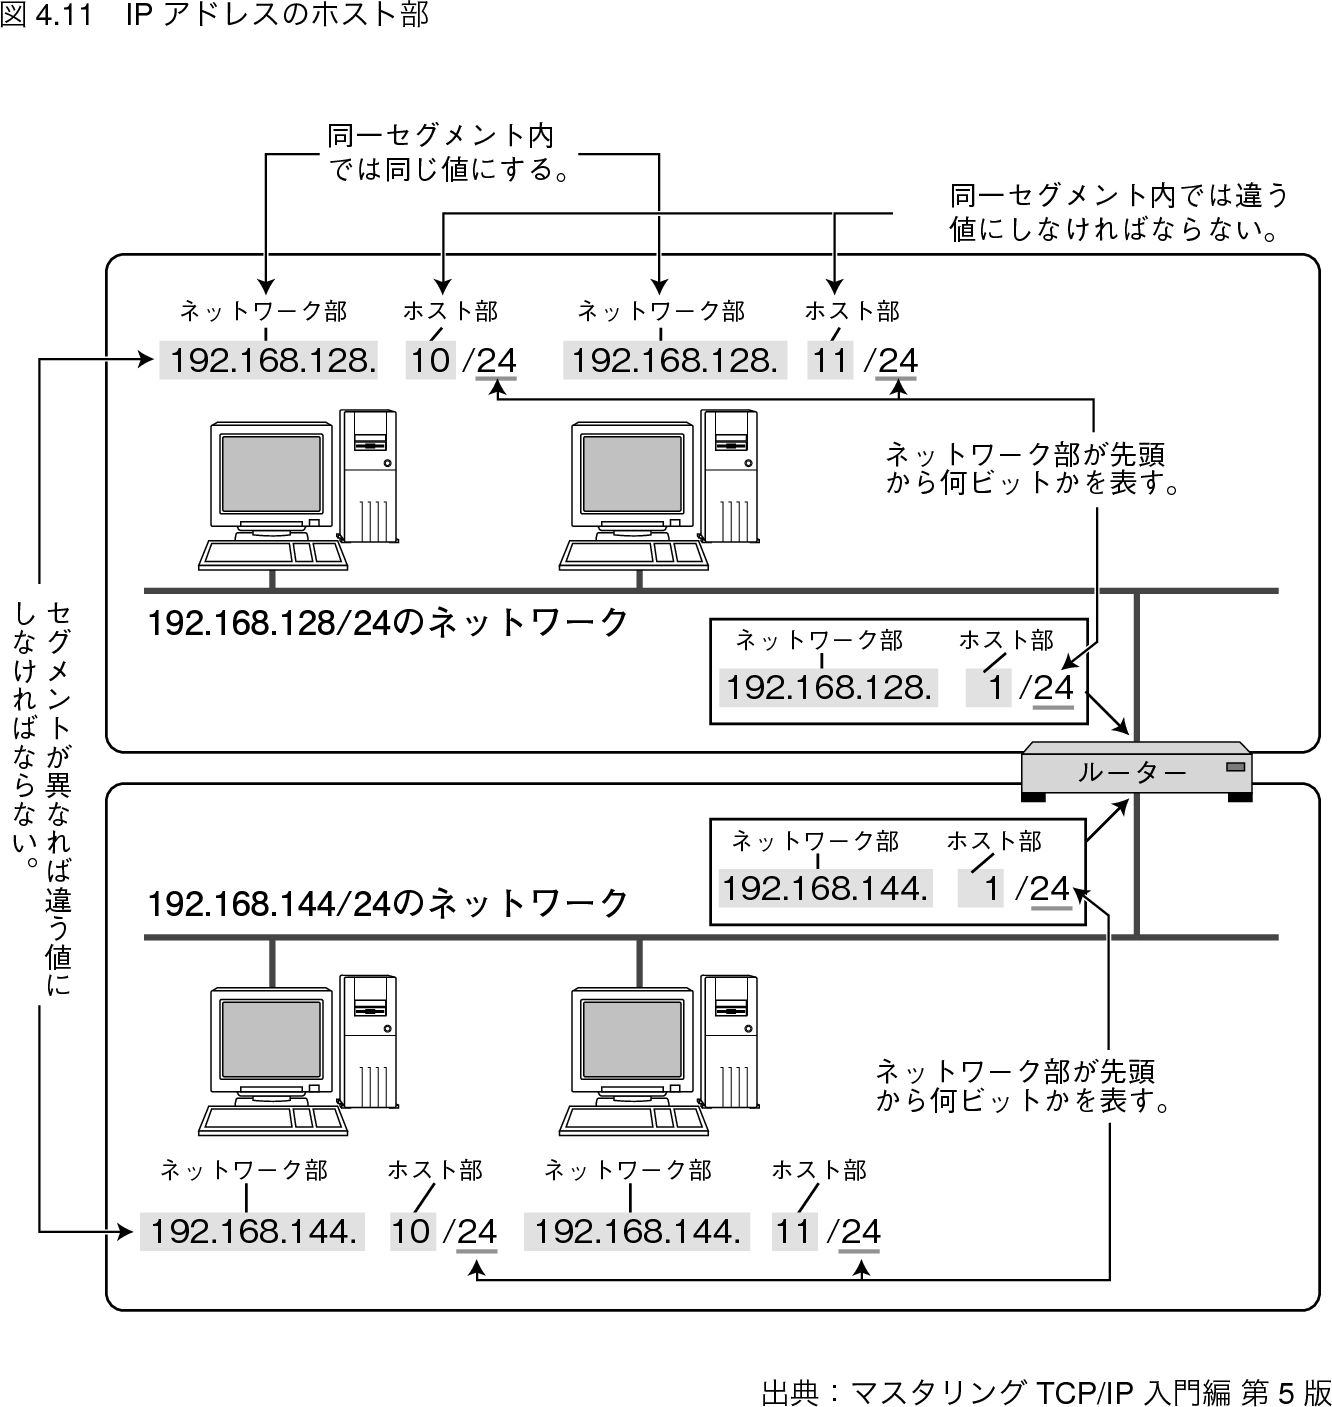 図 4.11　IP アドレスのホスト部
同一セグメント内
では同じ値にする。
同一セグメント内では違う
値にしなければならない。
ネットワーク部　ホスト部　ネットワーク部　ホスト部
192.168.128. 10 /24　192.168.128. 11 /24
ネットワーク部が先頭
から何ビットかを表す。
192.168.128/24のネットワーク
ネットワーク部　ホスト部
192.168.128. 1 /24
セグメントが異なれば違う値に
しなければならない。
ルーター
ネットワーク部　ホスト部
192.168.144. 1 /24
192.168.144/24のネットワーク
ネットワーク部が先頭
から何ビットかを表す。
ネットワーク部　ホスト部　ネットワーク部　ホスト部
192.168.144. 10 /24　192.168.144. 11 /24
出典：マスタリング TCP/IP 入門編 第 5 版